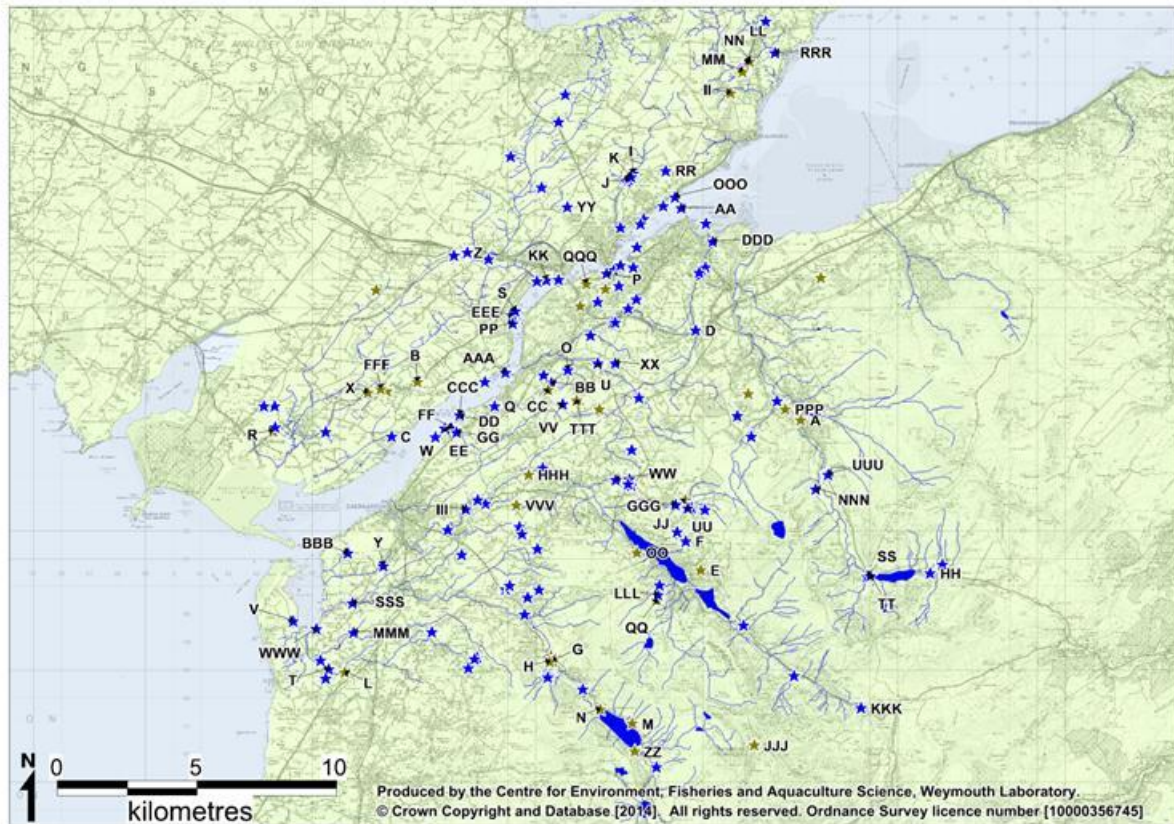 LL
NN
MM
RRR
II
I
K
J
RR
OOO
AA
YY
DDD
Z
KK
QQQ
P
S
EEE
PP
D
O
AAA
XX
B
FFF
X
CCC
BB
U
Q
CC
PPP
A
FF
DD
VV
TTT
R
C
W
GG
EE
HHH
WW
UUU
NNN
GGG
III
VVV
JJ
UU
F
BBB
Y
OO
E
SS
HH
LLL
TT
V
SSS
QQ
MMM
WWW
T
L
H
G
N
M
KKK
ZZ
JJJ
N
0 5 10
kilometres
Produced by the Centre for Environment, Fisheries and Aquaculture Science, Weymouth Laboratory.
© Crown Copyright and Database [2014]. All rights reserved. Ordnance Survey licence number [10000356745]